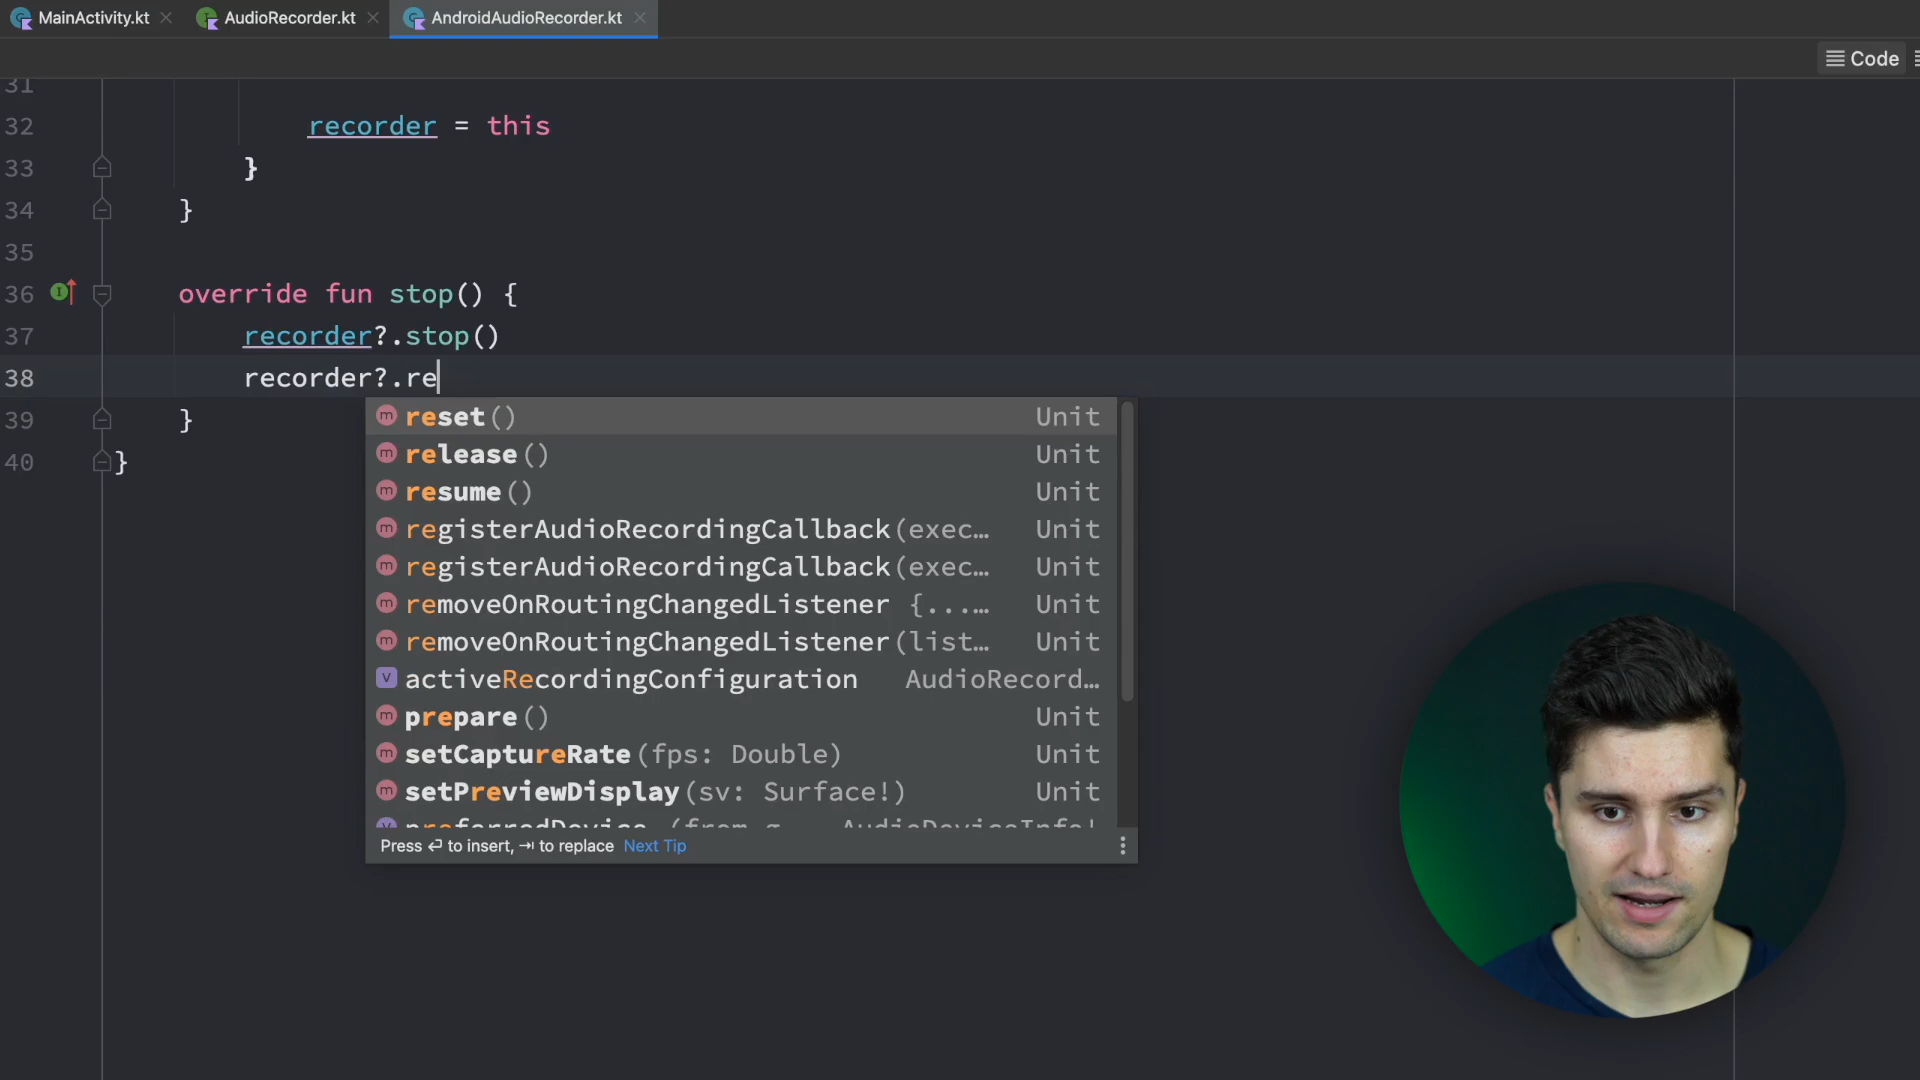 MainActivity.kt
AudioRecorder.kt
AndroidAudioRecorder.kt
Code
31
32 recorder = this
33 }
34 }
35
36 override fun stop() {
37 recorder?.stop()
38 recorder?.re
39 }
40 }
reset() Unit
release() Unit
resume() Unit
registerAudioRecordingCallback(exec… Unit
registerAudioRecordingCallback(exec… Unit
removeOnRoutingChangedListener {...… Unit
removeOnRoutingChangedListener(list… Unit
activeRecordingConfiguration AudioRecord…
prepare() Unit
setCaptureRate(fps: Double) Unit
setPreviewDisplay(sv: Surface!) Unit
preferredDevice (from g… AudioDeviceInfo!
Press ↵ to insert, ⇥ to replace Next Tip